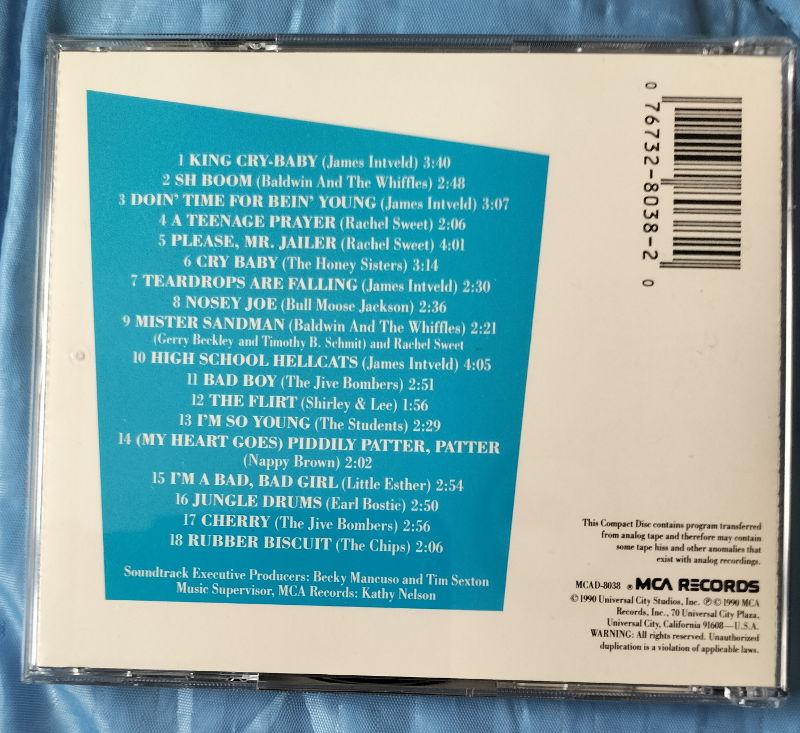 1 KING CRY-BABY (James Intveld) 3:40
2 SH BOOM (Baldwin And The Whiffles) 2:48
3 DOIN' TIME FOR BEIN' YOUNG (James Intveld) 3:07
4 A TEENAGE PRAYER (Rachel Sweet) 2:06
5 PLEASE, MR. JAILER (Rachel Sweet) 4:01
6 CRY BABY (The Honey Sisters) 3:14
7 TEARDROPS ARE FALLING (James Intveld) 2:30
8 NOSEY JOE (Bull Moose Jackson) 2:36
9 MISTER SANDMAN (Baldwin And The Whiffles) 2:21
(Gerry Beckley and Timothy B. Schmit) and Rachel Sweet
10 HIGH SCHOOL HELLCATS (James Intveld) 4:05
11 BAD BOY (The Jive Bombers) 2:51
12 THE FLIRT (Shirley & Lee) 1:56
13 I'M SO YOUNG (The Students) 2:29
14 (MY HEART GOES) PIDDILY PATTER, PATTER
(Nappy Brown) 2:02
15 I'M A BAD, BAD GIRL (Little Esther) 2:54
16 JUNGLE DRUMS (Earl Bostic) 2:50
17 CHERRY (The Jive Bombers) 2:56
18 RUBBER BISCUIT (The Chips) 2:06
Soundtrack Executive Producers: Becky Mancuso and Tim Sexton
Music Supervisor, MCA Records: Kathy Nelson
0 76732-8038-2 0
This Compact Disc contains program transferred
from analog tape and therefore may contain
some tape hiss and other anomalies that
exist with analog recordings.
MCAD-8038 ® MCA RECORDS
© 1990 Universal City Studios, Inc. ℗ © 1990 MCA
Records, Inc., 70 Universal City Plaza,
Universal City, California 91608—U.S.A.
WARNING: All rights reserved. Unauthorized
duplication is a violation of applicable laws.